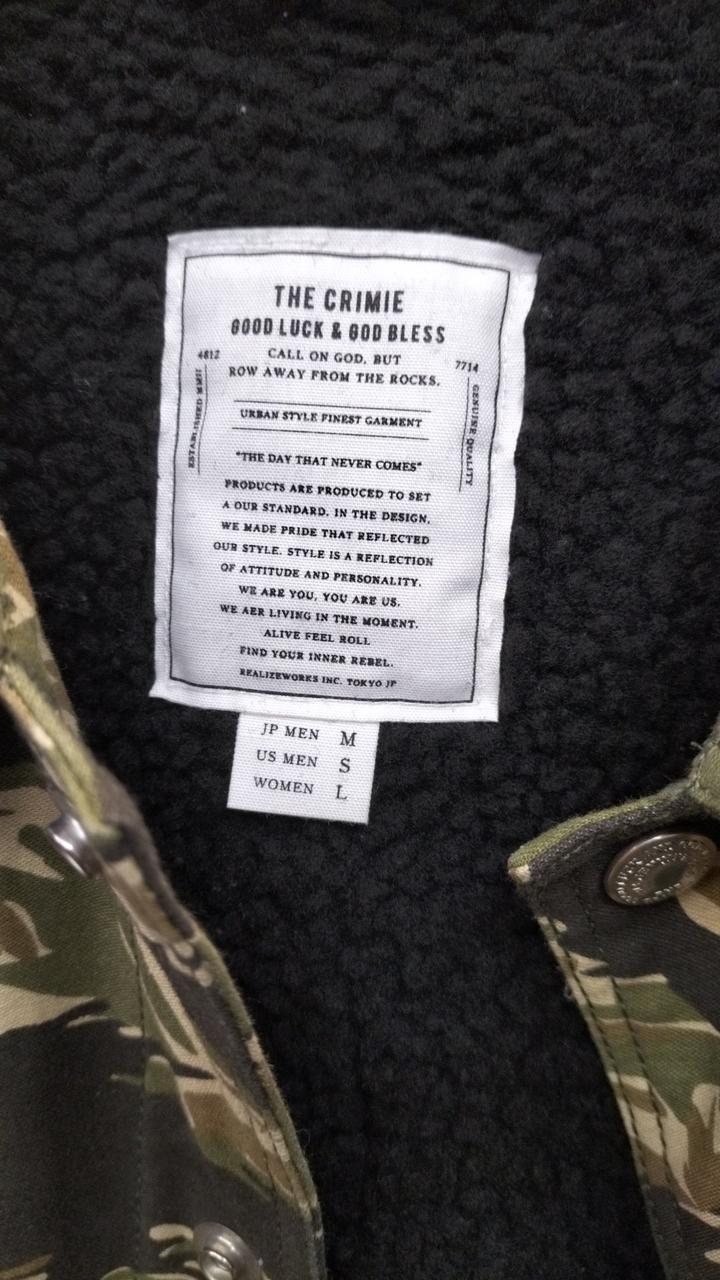 THE CRIMIE
GOOD LUCK & GOD BLESS
4812
CALL ON GOD, BUT
7714
ROW AWAY FROM THE ROCKS.
ESTABLISHED MMII
GENUINE QUALITY
URBAN STYLE FINEST GARMENT
"THE DAY THAT NEVER COMES"
PRODUCTS ARE PRODUCED TO SET
A OUR STANDARD. IN THE DESIGN,
WE MADE PRIDE THAT REFLECTED
OUR STYLE. STYLE IS A REFLECTION
OF ATTITUDE AND PERSONALITY.
WE ARE YOU, YOU ARE US.
WE AER LIVING IN THE MOMENT.
ALIVE FEEL ROLL
FIND YOUR INNER REBEL.
REALIZEWORKS INC. TOKYO JP
JP MEN M
US MEN S
WOMEN L